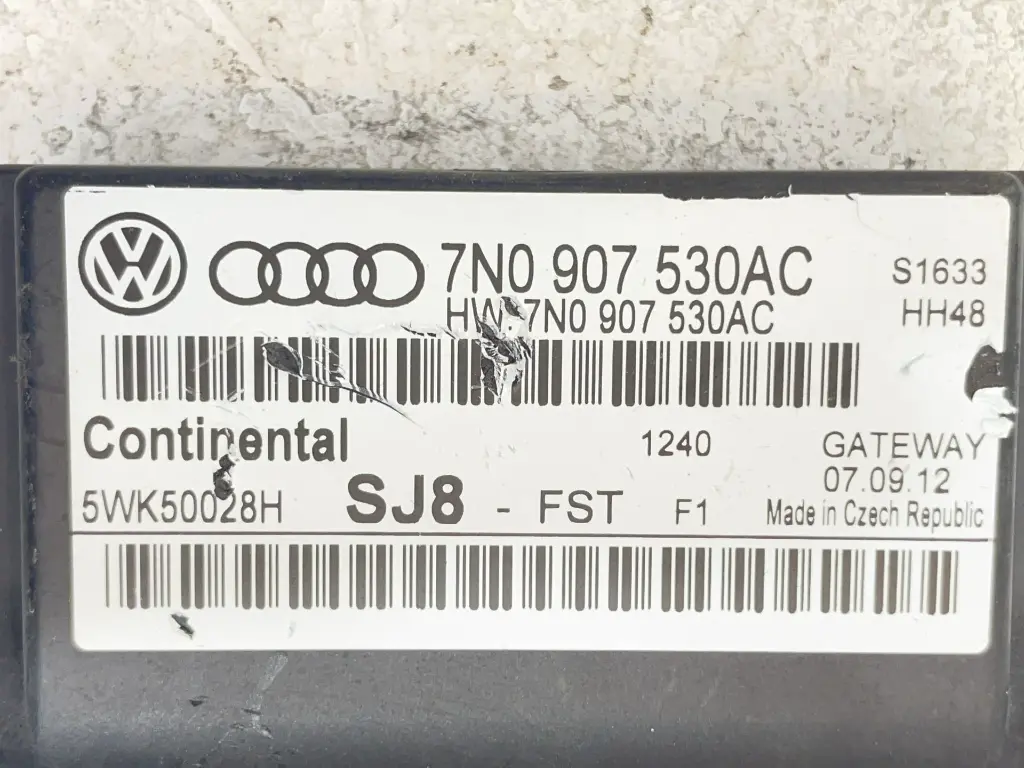 7N0 907 530AC S1633
HW 7N0 907 530AC HH48
Continental 1240 GATEWAY
07.09.12
5WK50028H SJ8 - FST F1 Made in Czech Republic